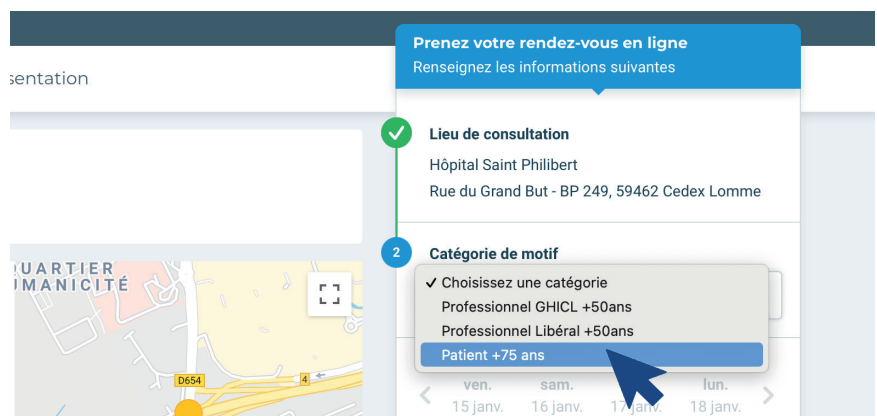 Prenez votre rendez-vous en ligne
Renseignez les informations suivantes
sentation
Lieu de consultation
Hôpital Saint Philibert
Rue du Grand But - BP 249, 59462 Cedex Lomme
2
Catégorie de motif
✓ Choisissez une catégorie
Professionnel GHICL +50ans
Professionnel Libéral +50ans
Patient +75 ans
UARTIER
UMANICITÉ
D654
4
ven. sam. lun.
15 janv. 16 janv. 17 janv. 18 janv.